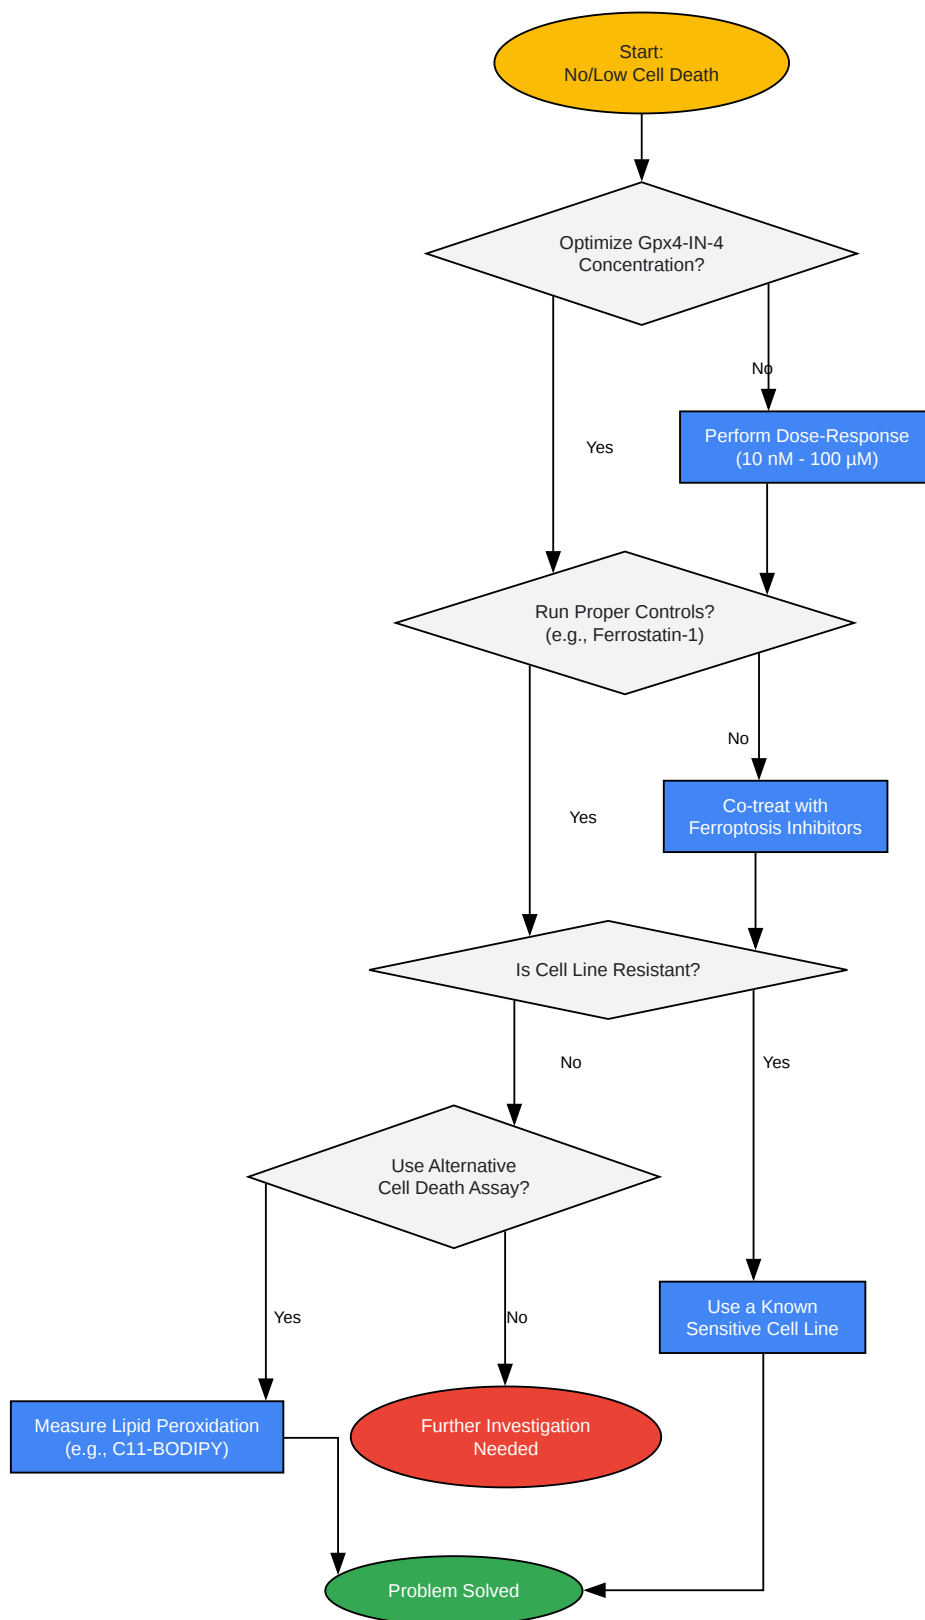 Start:
No/Low Cell Death
Optimize Gpx4-IN-4
Concentration?
No
Perform Dose-Response
(10 nM - 100 µM)
Yes
Run Proper Controls?
(e.g., Ferrostatin-1)
No
Co-treat with
Ferroptosis Inhibitors
Yes
Is Cell Line Resistant?
No
Yes
Use Alternative
Cell Death Assay?
Yes
No
Use a Known
Sensitive Cell Line
Measure Lipid Peroxidation
(e.g., C11-BODIPY)
Further Investigation
Needed
Problem Solved